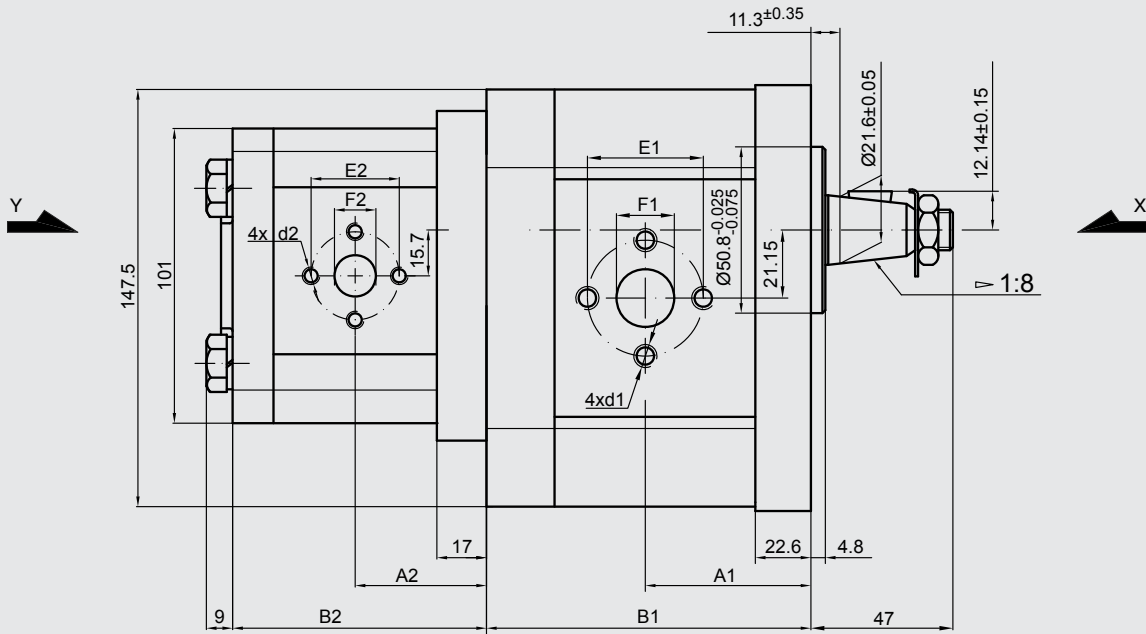 11.3±0.35
Ø21.6±0.05
12.14±0.15
E1
E2
F1
F2
Y
X
4x d2
15.7
Ø50.8-0.025
-0.075
21.15
147.5
101
1:8
4xd1
17
22.6
4.8
A2
A1
9
B2
B1
47